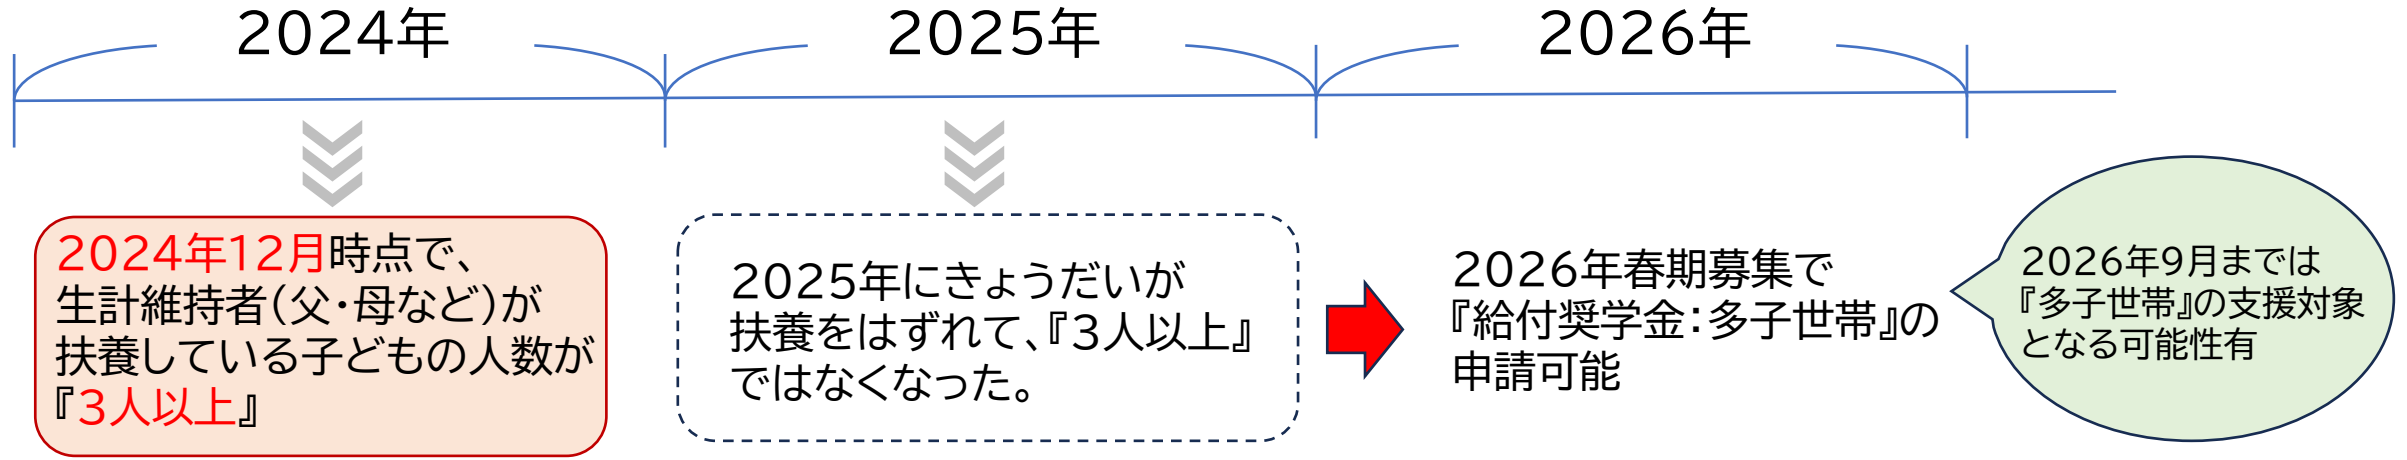 2024年
2025年
2026年
2024年12月時点で、
生計維持者(父・母など)が
扶養している子どもの人数が
『3人以上』
2025年にきょうだいが
扶養をはずれて、『3人以上』
ではなくなった。
2026年春期募集で
『給付奨学金：多子世帯』の
申請可能
2026年9月までは
『多子世帯』の支援対象
となる可能性有